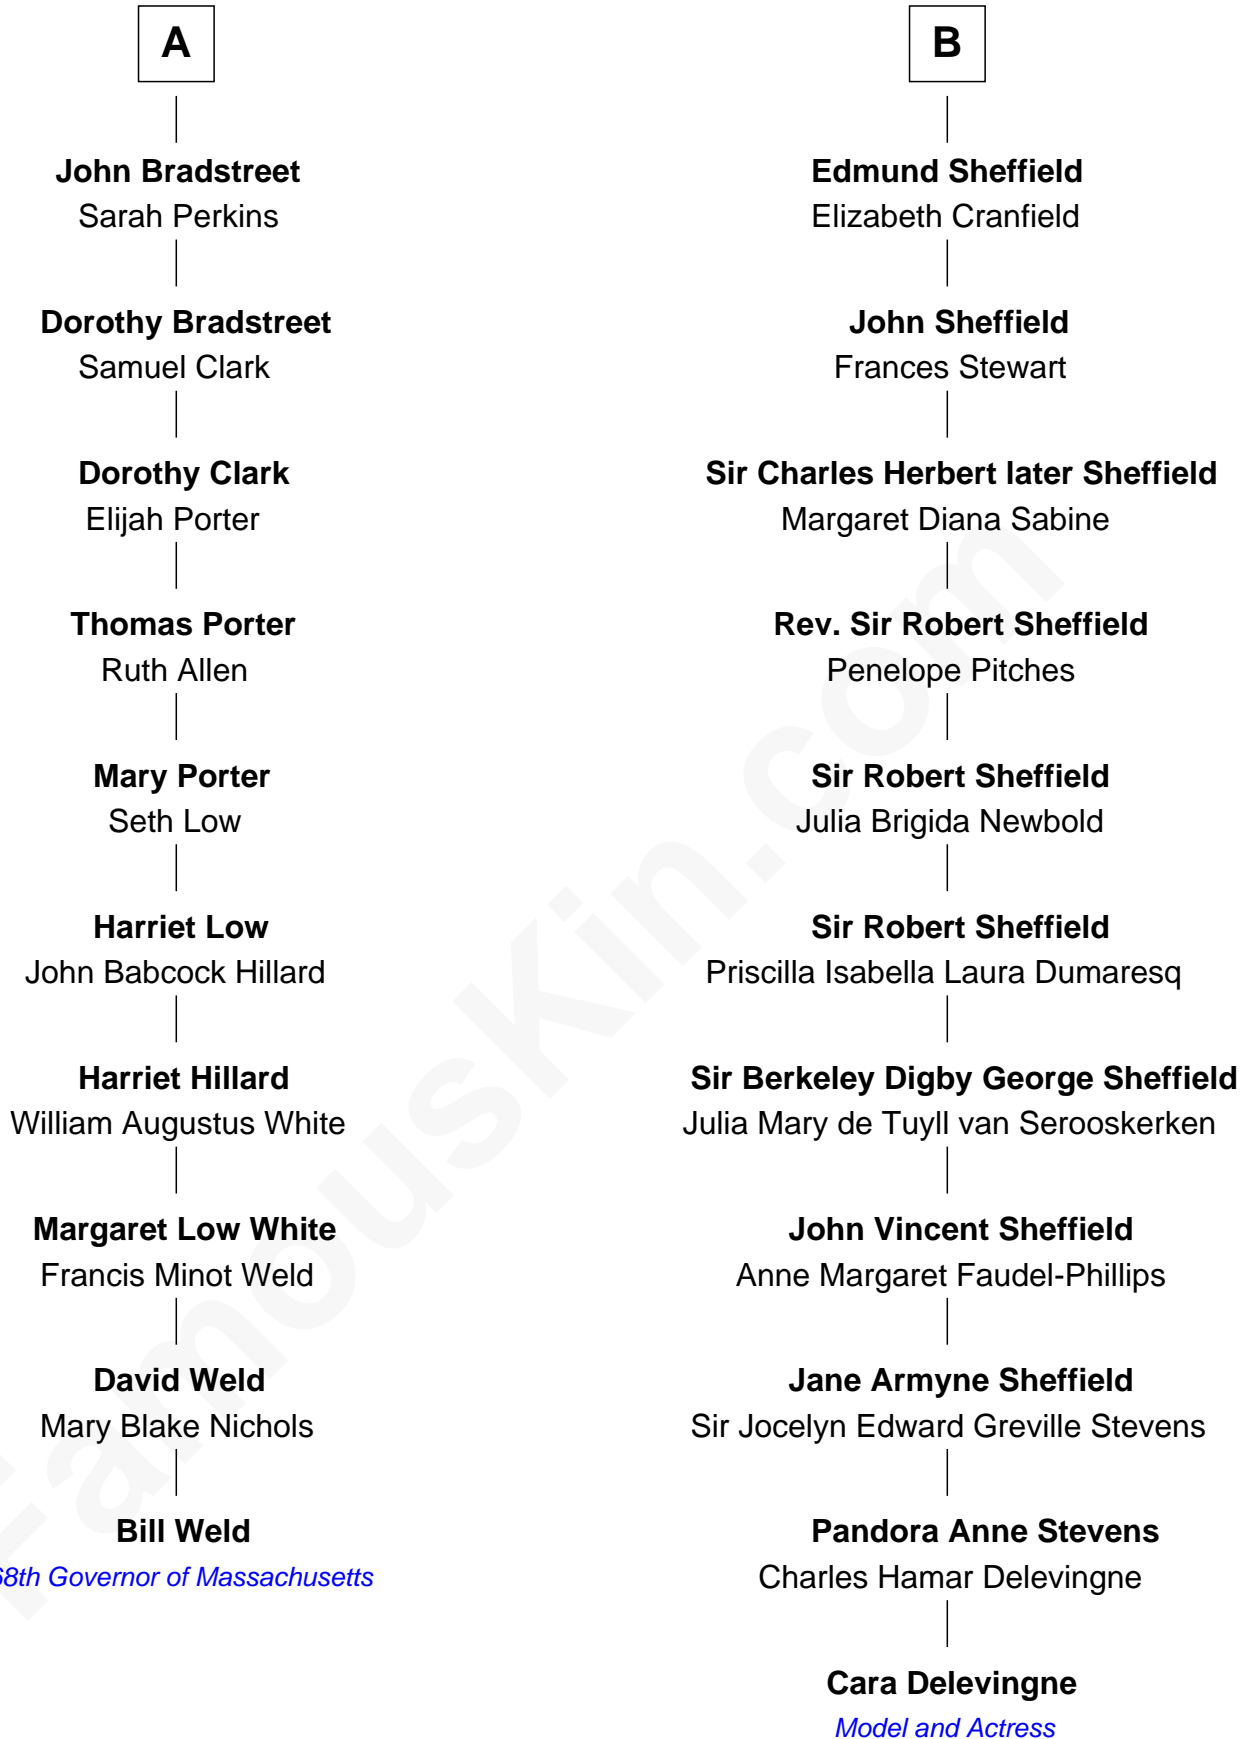 A
John Bradstreet
Sarah Perkins
Dorothy Bradstreet
Samuel Clark
Dorothy Clark
Elijah Porter
Thomas Porter
Ruth Allen
Mary Porter
Seth Low
Harriet Low
John Babcock Hillard
Harriet Hillard
William Augustus White
Margaret Low White
Francis Minot Weld
David Weld
Mary Blake Nichols
Bill Weld
68th Governor of Massachusetts
B
Edmund Sheffield
Elizabeth Cranfield
John Sheffield
Frances Stewart
Sir Charles Herbert later Sheffield
Margaret Diana Sabine
Rev. Sir Robert Sheffield
Penelope Pitches
Sir Robert Sheffield
Julia Brigida Newbold
Sir Robert Sheffield
Priscilla Isabella Laura Dumaresq
Sir Berkeley Digby George Sheffield
Julia Mary de Tuyll van Serooskerken
John Vincent Sheffield
Anne Margaret Faudel-Phillips
Jane Armyne Sheffield
Sir Jocelyn Edward Greville Stevens
Pandora Anne Stevens
Charles Hamar Delevingne
Cara Delevingne
Model and Actress
FamousKin.com